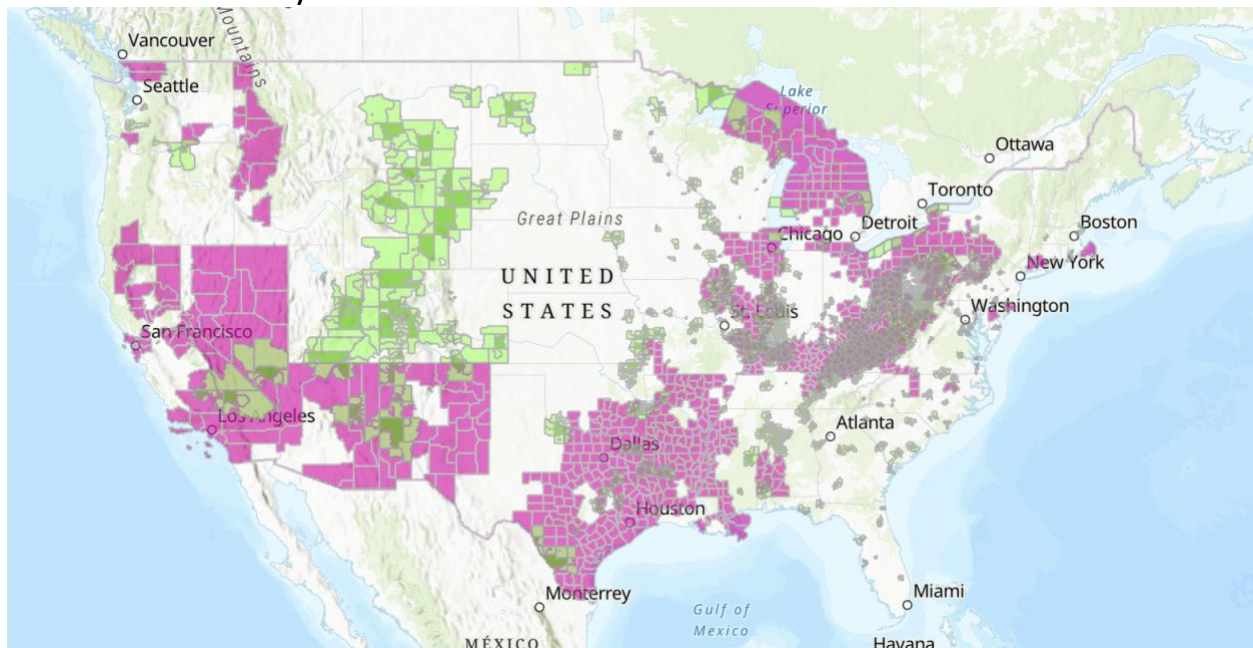 Vancouver
Mountains
Seattle
Lake
Superior
Ottawa
Toronto
Great Plains
Chicago
Detroit
Boston
New York
UNITED
STATES
St. Louis
Washington
San Francisco
Los Angeles
Atlanta
Dallas
Houston
Monterrey
Gulf of
Mexico
Miami
MÉXICO
Havana